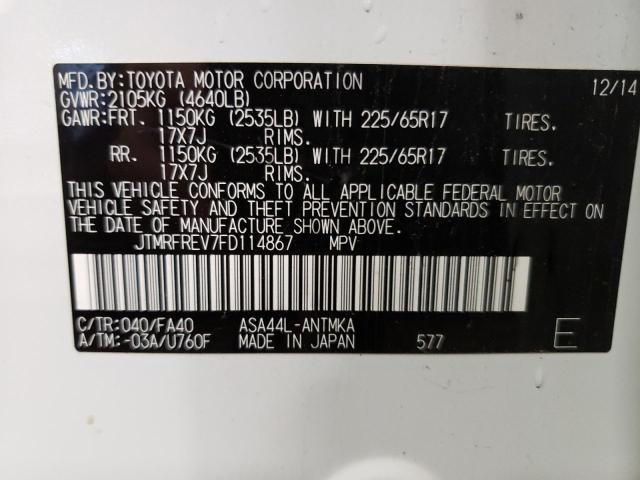 MFD.BY:TOYOTA MOTOR CORPORATION 12/14
GVWR:2105KG (4640LB)
GAWR:FRT. 1150KG (2535LB) WITH 225/65R17 TIRES.
17X7J RIMS.
RR. 1150KG (2535LB) WITH 225/65R17 TIRES.
17X7J RIMS.
THIS VEHICLE CONFORMS TO ALL APPLICABLE FEDERAL MOTOR
VEHICLE SAFETY AND THEFT PREVENTION STANDARDS IN EFFECT ON
THE DATE OF MANUFACTURE SHOWN ABOVE.
JTMRFREV7FD114867 MPV
C/TR:040/FA40 ASA44L-ANTMKA
A/TM:-03A/U760F MADE IN JAPAN 577 E